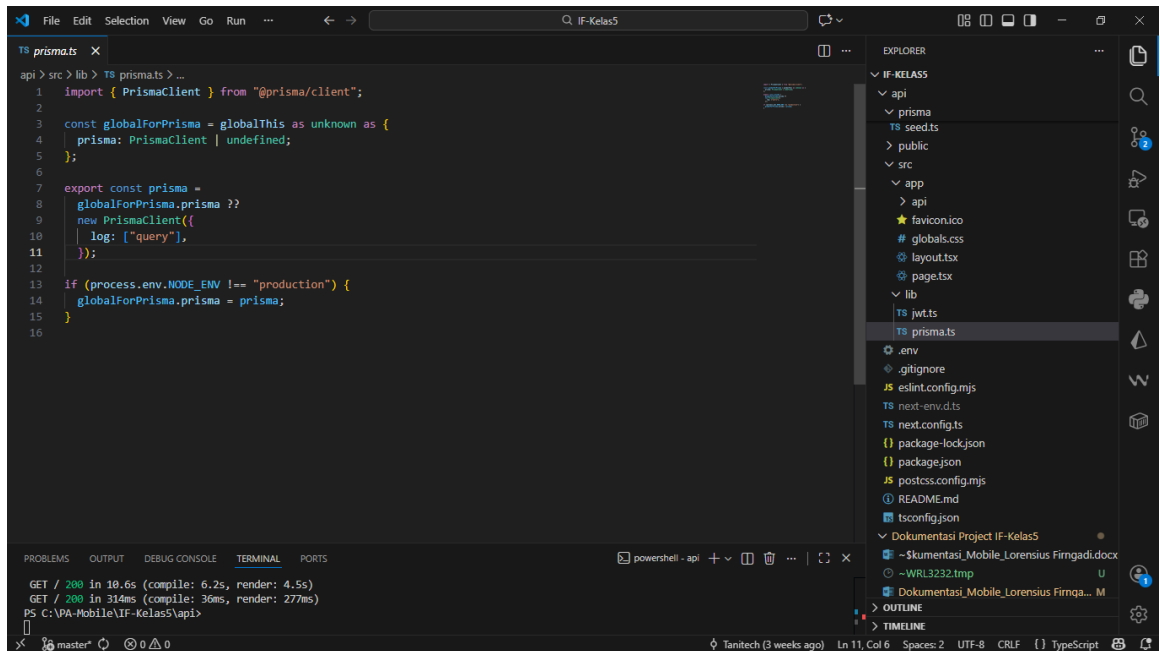 File Edit Selection View Go Run ··· ← → IF-Kelas5
TS prisma.ts × ···
api > src > lib > TS prisma.ts > ...
1 import { PrismaClient } from "@prisma/client";
2
3 const globalForPrisma = globalThis as unknown as {
4 prisma: PrismaClient | undefined;
5 };
6
7 export const prisma =
8 globalForPrisma.prisma ??
9 new PrismaClient({
10 log: ["query"],
11 });
12
13 if (process.env.NODE_ENV !== "production") {
14 globalForPrisma.prisma = prisma;
15 }
16
PROBLEMS OUTPUT DEBUG CONSOLE TERMINAL PORTS powershell - api
GET / 200 in 10.6s (compile: 6.2s, render: 4.5s)
GET / 200 in 314ms (compile: 36ms, render: 277ms)
PS C:\PA-Mobile\IF-Kelas5\api>
EXPLORER ···
IF-KELAS5
api
prisma
TS seed.ts
public
src
app
api
favicon.ico
# globals.css
layout.tsx
page.tsx
lib
TS jwt.ts
TS prisma.ts
.env
.gitignore
JS eslint.config.mjs
TS next-env.d.ts
TS next.config.ts
{} package-lock.json
{} package.json
JS postcss.config.mjs
README.md
tsconfig.json
Dokumentasi Project IF-Kelas5
~$kumentasi_Mobile_Lorensius Firngadi.docx
~WRL3232.tmp U
Dokumentasi_Mobile_Lorensius Firnga... M
OUTLINE
TIMELINE
2
1
master* 0 0 Tanitech (3 weeks ago) Ln 11, Col 6 Spaces: 2 UTF-8 CRLF {} TypeScript